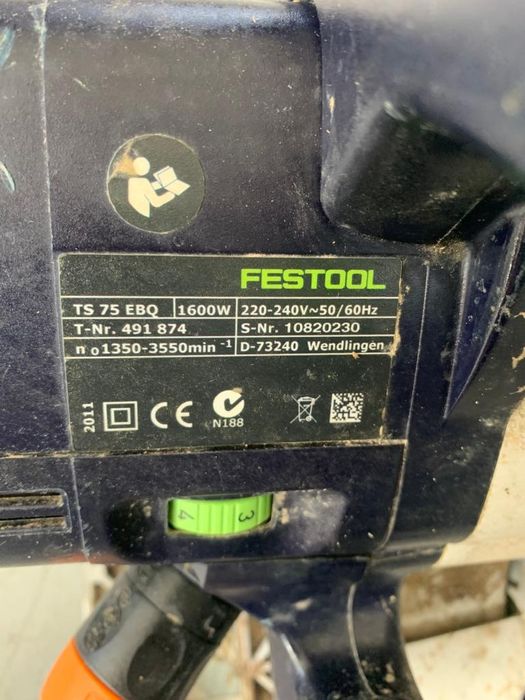 FESTOOL
TS 75 EBQ 1600W 220-240V~50/60Hz
T-Nr. 491 874 S-Nr. 10820230
n₀1350-3550min⁻¹ D-73240 Wendlingen
2011 CE N188
3
4